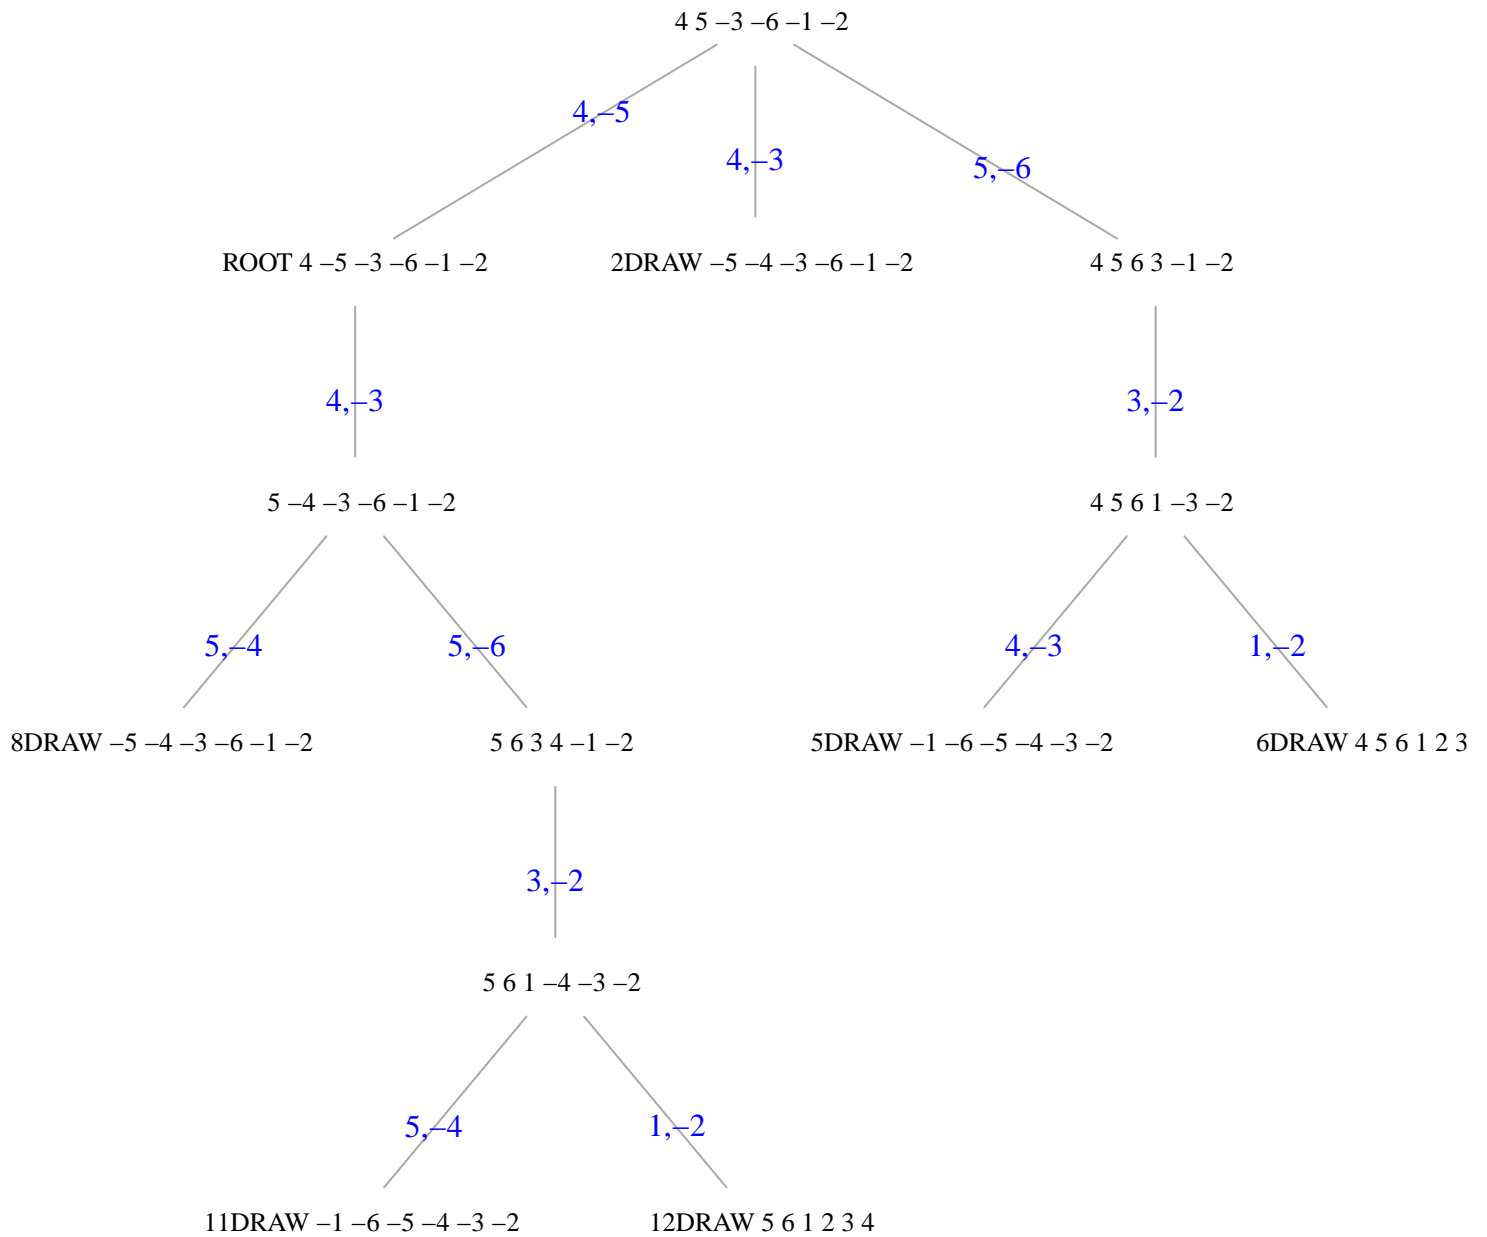 4 5 –3 –6 –1 –2
4,–5
4,–3
5,–6
ROOT 4 –5 –3 –6 –1 –2
2DRAW –5 –4 –3 –6 –1 –2
4 5 6 3 –1 –2
4,–3
3,–2
5 –4 –3 –6 –1 –2
4 5 6 1 –3 –2
5,–4
5,–6
4,–3
1,–2
8DRAW –5 –4 –3 –6 –1 –2
5 6 3 4 –1 –2
5DRAW –1 –6 –5 –4 –3 –2
6DRAW 4 5 6 1 2 3
3,–2
5 6 1 –4 –3 –2
5,–4
1,–2
11DRAW –1 –6 –5 –4 –3 –2
12DRAW 5 6 1 2 3 4